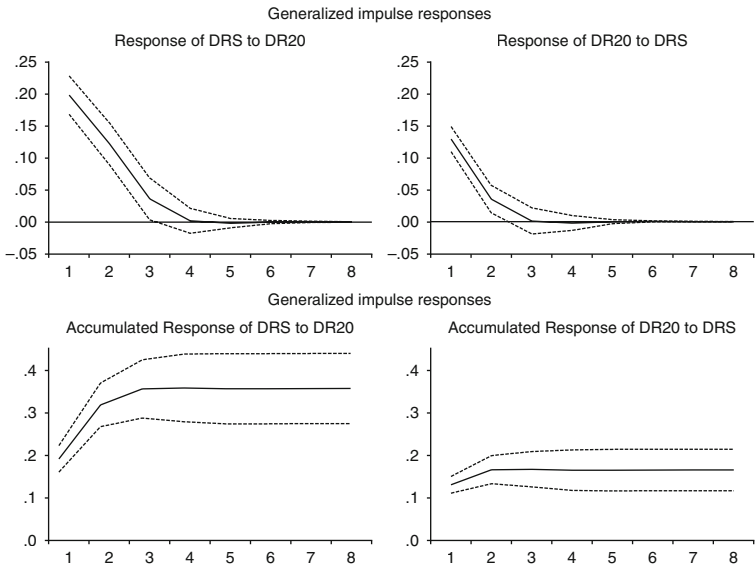 Generalized impulse responses
Response of DRS to DR20
Response of DR20 to DRS
.25
.20
.15
.10
.05
.00
–.05
1 2 3 4 5 6 7 8
.25
.20
.15
.10
.05
.00
–.05
1 2 3 4 5 6 7 8
Generalized impulse responses
Accumulated Response of DRS to DR20
Accumulated Response of DR20 to DRS
.4
.3
.2
.1
.0
1 2 3 4 5 6 7 8
.4
.3
.2
.1
.0
1 2 3 4 5 6 7 8